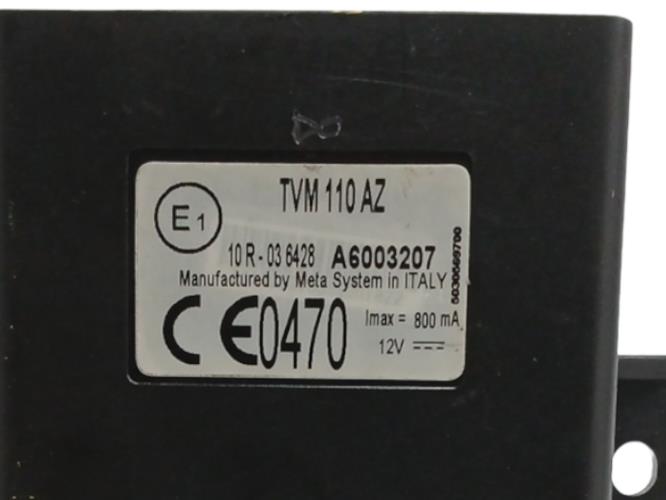 TVM 110 AZ
E1
10 R - 03 6428 A6003207
Manufactured by Meta System in ITALY
CE0470
Imax = 800 mA
12V